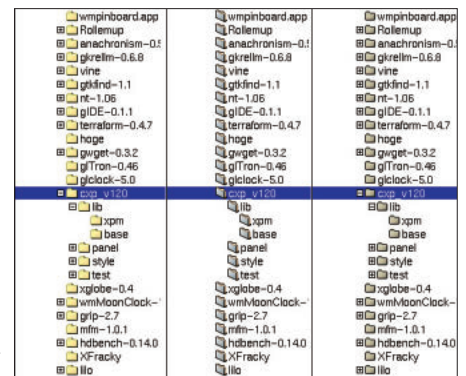 wmpinboard.app
Rollemup
anachronism-0.5
gkrellm-0.6.8
vine
gtkfind-1.1
nt-1.06
gIDE-0.1.1
terraform-0.4.7
hoge
gwget-0.3.2
glTron-0.46
glclock-5.0
cxp_v120
lib
xpm
base
panel
style
test
xglobe-0.4
wmMoonClock-
grip-2.7
mfm-1.0.1
hdbench-0.14.0
XFracky
lilo
wmpinboard.app
Rollemup
anachronism-0.5
gkrellm-0.6.8
vine
gtkfind-1.1
nt-1.06
gIDE-0.1.1
terraform-0.4.7
hoge
gwget-0.3.2
glTron-0.46
glclock-5.0
cxp_v120
lib
xpm
base
panel
style
test
xglobe-0.4
wmMoonClock-
grip-2.7
mfm-1.0.1
hdbench-0.14.0
XFracky
lilo
wmpinboard.app
Rollemup
anachronism-0.5
gkrellm-0.6.8
vine
gtkfind-1.1
nt-1.06
gIDE-0.1.1
terraform-0.4.7
hoge
gwget-0.3.2
glTron-0.46
glclock-5.0
cxp_v120
lib
xpm
base
panel
style
test
xglobe-0.4
wmMoonClock-
grip-2.7
mfm-1.0.1
hdbench-0.14.0
XFracky
lilo